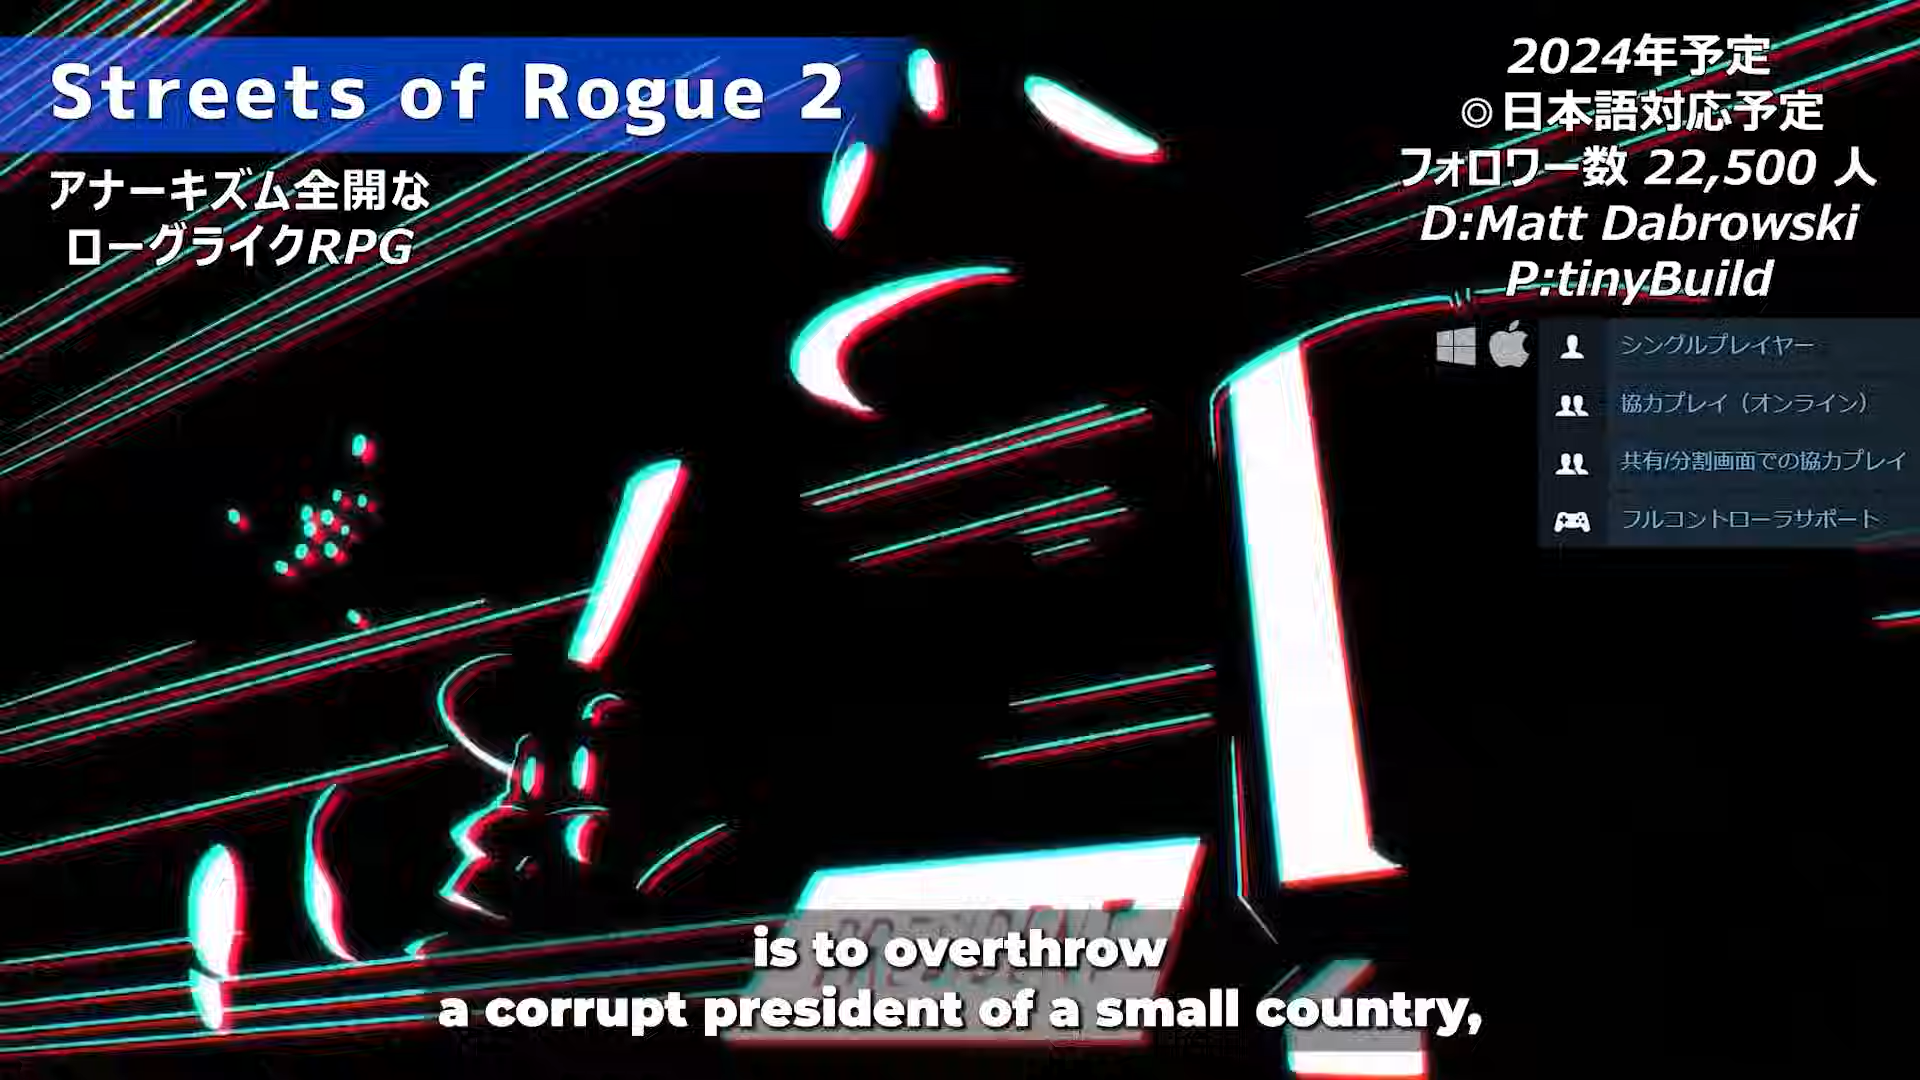 Streets of Rogue 2
アナーキズム全開な
ローグライクRPG
2024年予定
◎日本語対応予定
フォロワー数 22,500 人
D:Matt Dabrowski
P:tinyBuild
シングルプレイヤー
協力プレイ（オンライン）
共有/分割画面での協力プレイ
フルコントローラサポート
PRESIDENT
is to overthrow
a corrupt president of a small country,